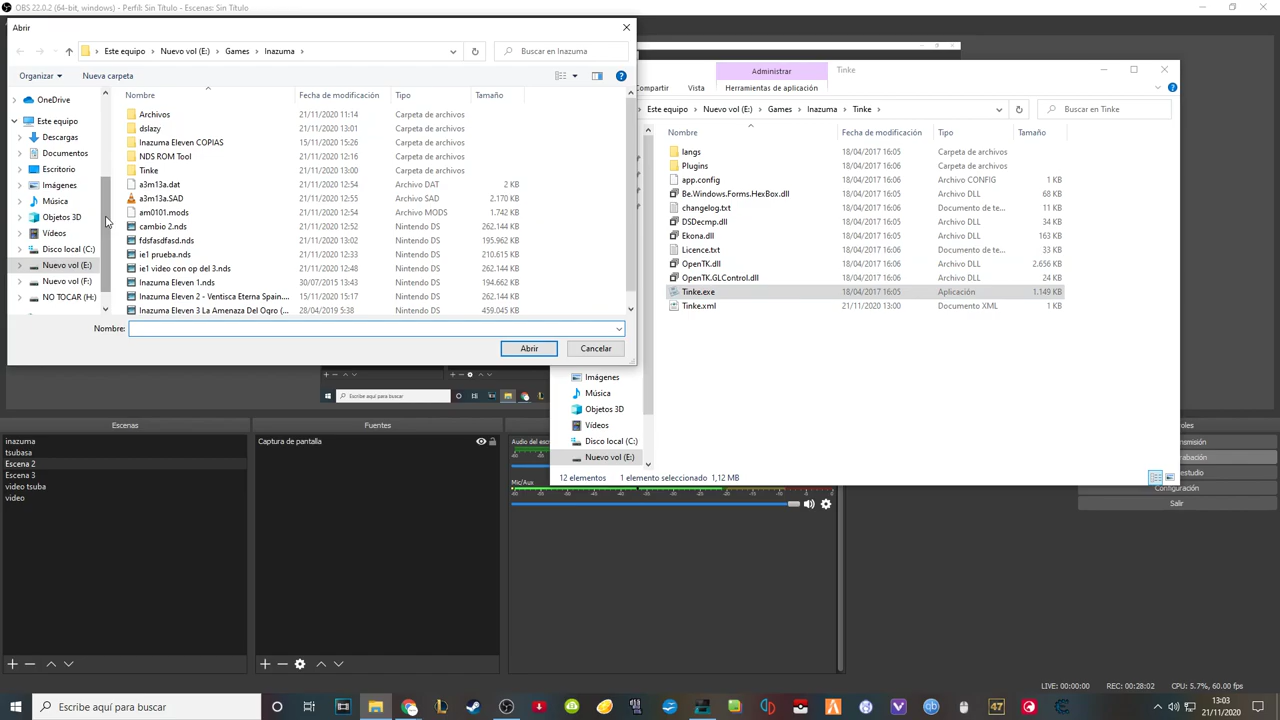 OBS 22.0.2 (64-bit, windows) - Perfil: Sin Título - Escenas: Sin Título
Abrir
Este equipo > Nuevo vol (E:) > Games > Inazuma >
Buscar en Inazuma
Organizar
Nueva carpeta
Nombre
Fecha de modificación
Tipo
Tamaño
OneDrive
Este equipo
Descargas
Documentos
Escritorio
Imágenes
Música
Objetos 3D
Vídeos
Disco local (C:)
Nuevo vol (E:)
Nuevo vol (F:)
NO TOCAR (H:)
Archivos 21/11/2020 11:14 Carpeta de archivos
dslazy 21/11/2020 13:01 Carpeta de archivos
Inazuma Eleven COPIAS 15/11/2020 15:26 Carpeta de archivos
NDS ROM Tool 21/11/2020 12:16 Carpeta de archivos
Tinke 21/11/2020 13:00 Carpeta de archivos
a3m13a.dat 21/11/2020 12:54 Archivo DAT 2 KB
a3m13a.SAD 21/11/2020 12:54 Archivo SAD 2.170 KB
am0101.mods 21/11/2020 12:54 Archivo MODS 1.742 KB
cambio 2.nds 21/11/2020 12:54 Nintendo DS 262.144 KB
fdsfasdfasd.nds 21/11/2020 13:02 Nintendo DS 195.962 KB
ie1 prueba.nds 21/11/2020 12:33 Nintendo DS 210.615 KB
ie1 video con op del 3.nds 21/11/2020 12:48 Nintendo DS 262.144 KB
Inazuma Eleven 1.nds 30/07/2015 13:43 Nintendo DS 194.662 KB
Inazuma Eleven 2 - Ventisca Eterna Spain.... 15/11/2020 15:17 Nintendo DS 262.144 KB
Inazuma Eleven 3 La Amenaza Del Ogro (... 28/04/2019 5:38 Nintendo DS 459.045 KB
Nombre:
Abrir
Cancelar
Administrar
Tinke
Compartir
Vista
Herramientas de aplicación
Este equipo > Nuevo vol (E:) > Games > Inazuma > Tinke >
Buscar en Tinke
Nombre
Fecha de modificación
Tipo
Tamaño
langs 18/04/2017 16:05 Carpeta de archivos
Plugins 18/04/2017 16:05 Carpeta de archivos
app.config 18/04/2017 16:05 Archivo CONFIG 1 KB
Be.Windows.Forms.HexBox.dll 18/04/2017 16:05 Archivo DLL 68 KB
changelog.txt 18/04/2017 16:05 Documento de te... 13 KB
DSDecmp.dll 18/04/2017 16:05 Archivo DLL 34 KB
Ekona.dll 18/04/2017 16:05 Archivo DLL 163 KB
Licence.txt 18/04/2017 16:05 Documento de te... 33 KB
OpenTK.dll 18/04/2017 16:05 Archivo DLL 2.656 KB
OpenTK.GLControl.dll 18/04/2017 16:05 Archivo DLL 24 KB
Tinke.exe 18/04/2017 16:05 Aplicación 1.149 KB
Tinke.xml 21/11/2020 13:00 Documento XML 1 KB
Imágenes
Música
Objetos 3D
Vídeos
Disco local (C:)
Nuevo vol (E:)
12 elementos 1 elemento seleccionado 1,12 MB
Escribe aquí para buscar
Escenas
inazuma
tsubasa
Escena 2
Escena 3
video tsuba
video
Fuentes
Captura de pantalla
Audio del esc
Mic/Aux
oles
nsmisión
rabación
estudio
Configuración
Salir
LIVE: 00:00:00
REC: 00:28:02
CPU: 5.7%, 60.00 fps
Escribe aquí para buscar
47
13:03
21/11/2020